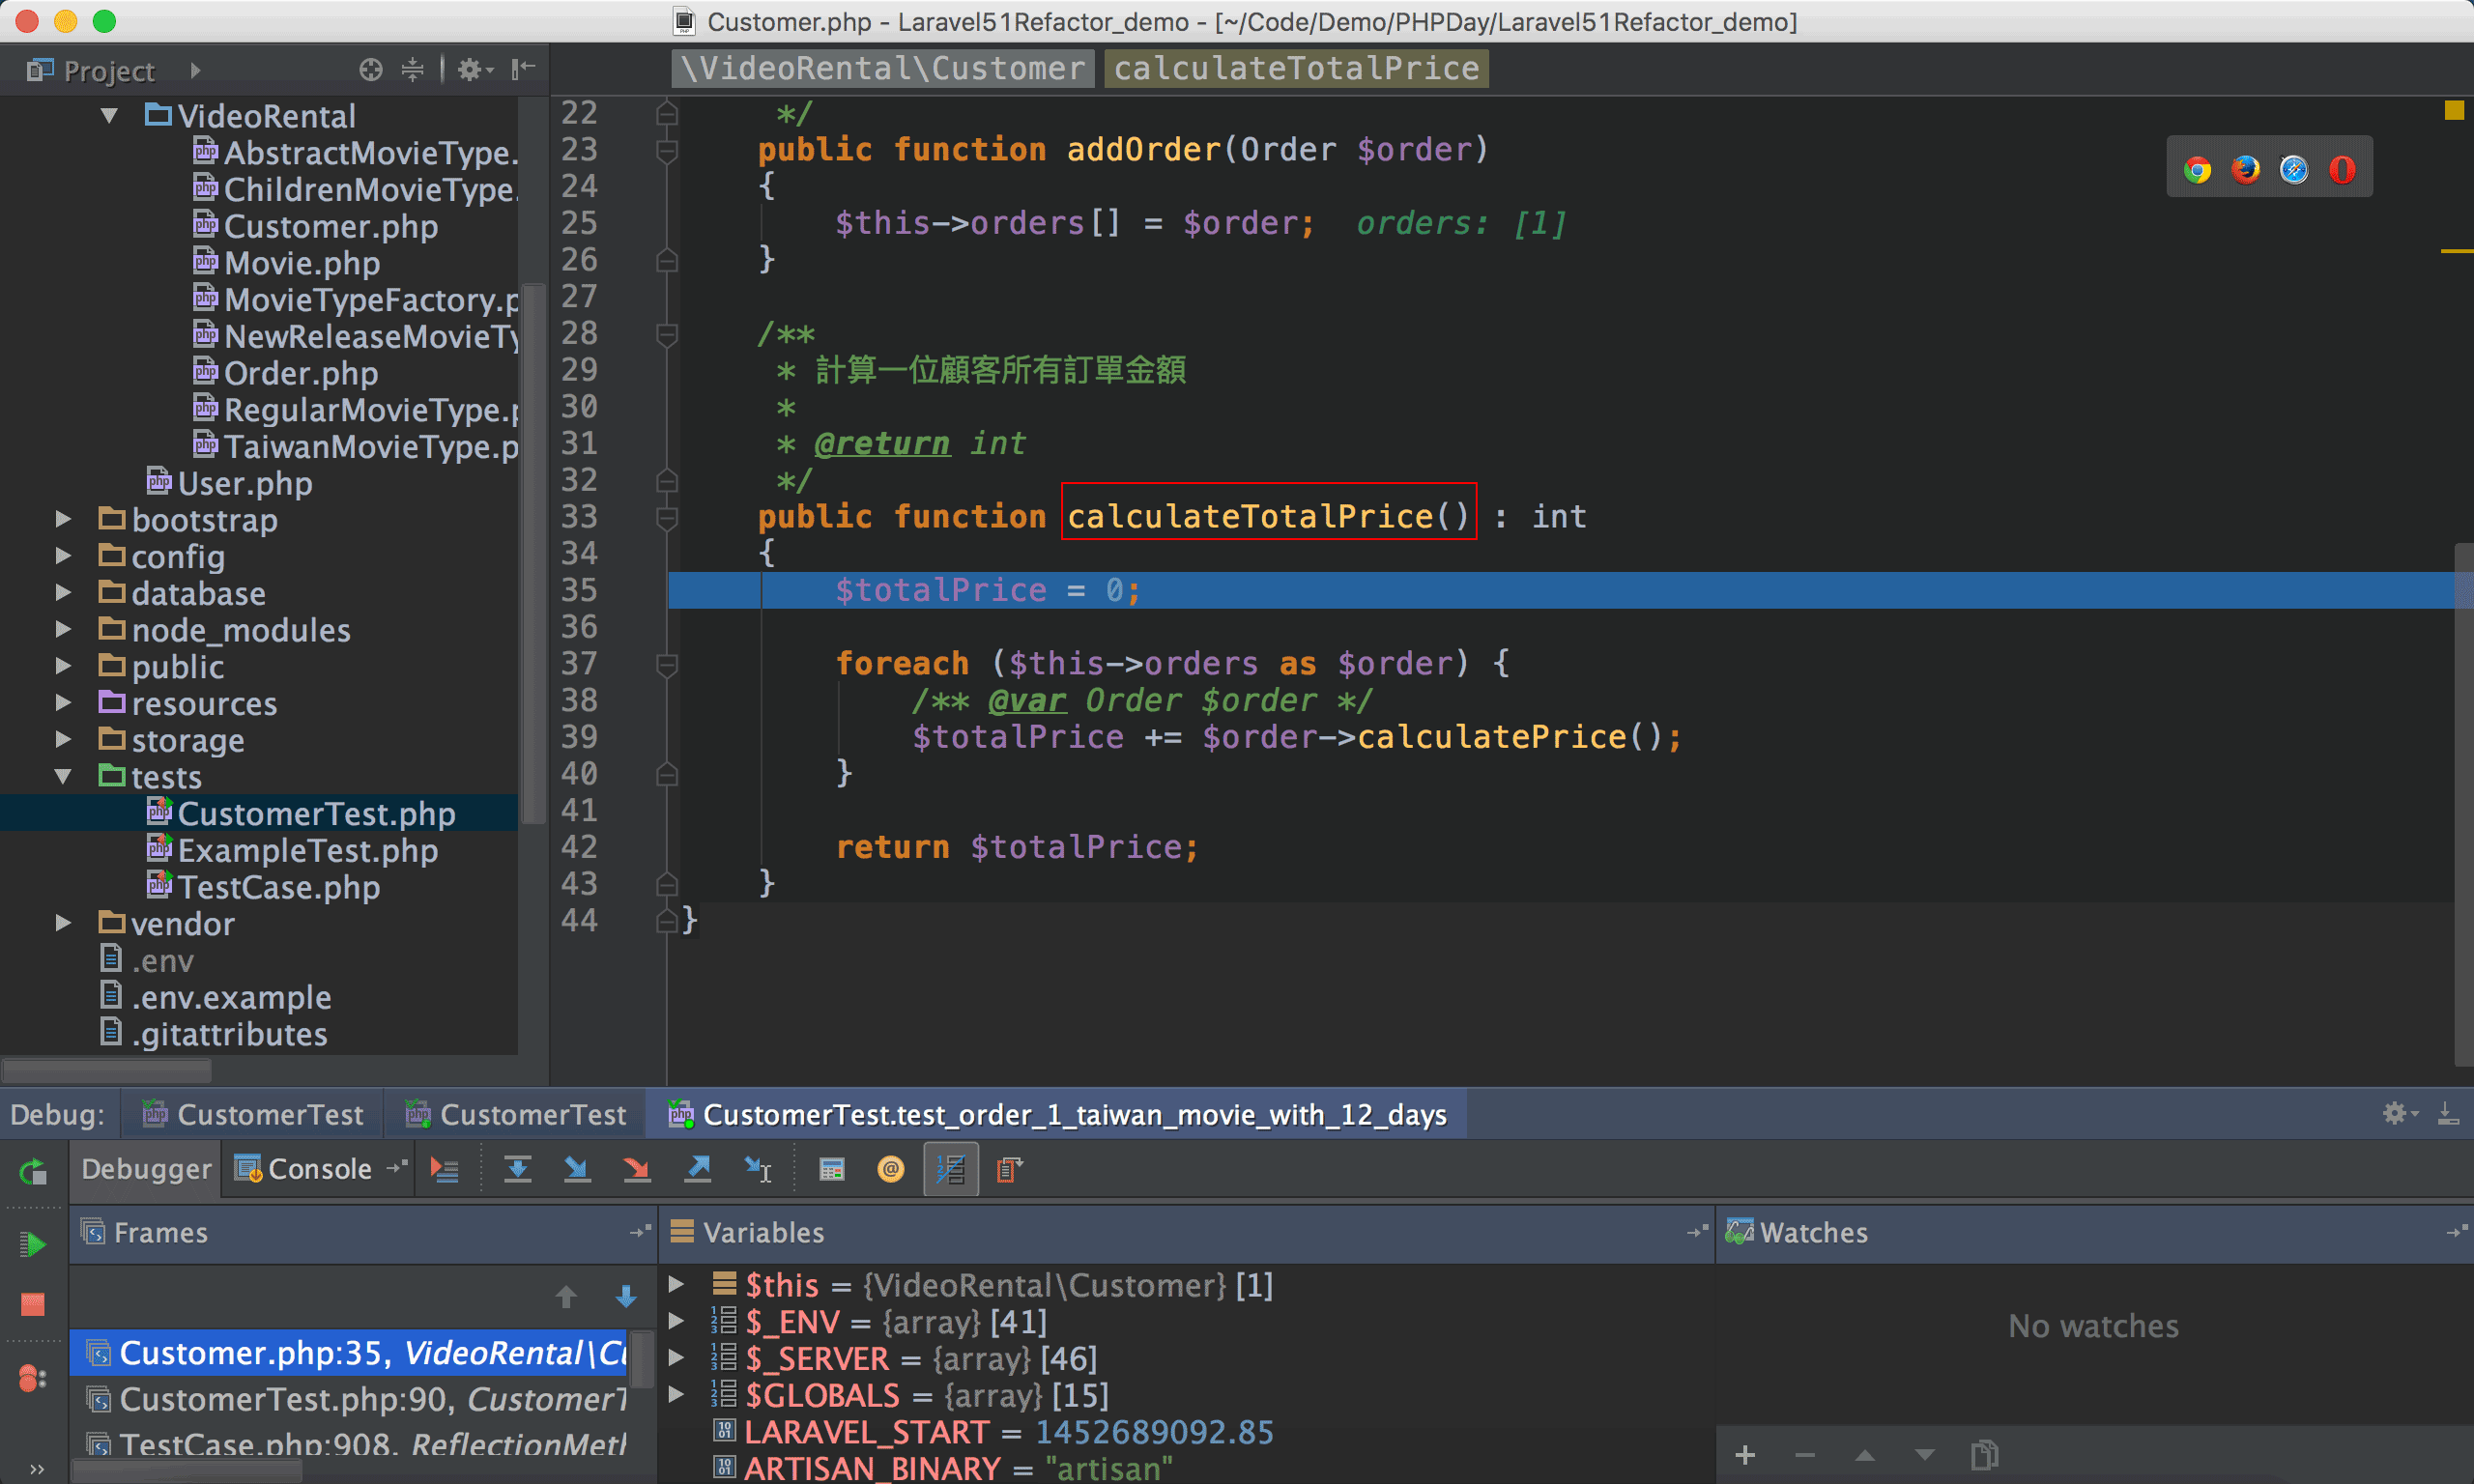 Customer.php - Laravel51Refactor_demo - [~/Code/Demo/PHPDay/Laravel51Refactor_demo]
Project
\VideoRental\Customer calculateTotalPrice
VideoRental
AbstractMovieType.
ChildrenMovieType.
Customer.php
Movie.php
MovieTypeFactory.p
NewReleaseMovieTy
Order.php
RegularMovieType.p
TaiwanMovieType.p
User.php
bootstrap
config
database
node_modules
public
resources
storage
tests
CustomerTest.php
ExampleTest.php
TestCase.php
vendor
.env
.env.example
.gitattributes
22 */
23 public function addOrder(Order $order)
24 {
25 $this->orders[] = $order; orders: [1]
26 }
27
28 /**
29 * 計算一位顧客所有訂單金額
30 *
31 * @return int
32 */
33 public function calculateTotalPrice() : int
34 {
35 $totalPrice = 0;
36
37 foreach ($this->orders as $order) {
38 /** @var Order $order */
39 $totalPrice += $order->calculatePrice();
40 }
41
42 return $totalPrice;
43 }
44 }
Debug: CustomerTest CustomerTest CustomerTest.test_order_1_taiwan_movie_with_12_days
Debugger Console
Frames
Customer.php:35, VideoRental\Cu
CustomerTest.php:90, CustomerT
TestCase.php:908, ReflectionMeth
Variables
$this = {VideoRental\Customer} [1]
$_ENV = {array} [41]
$_SERVER = {array} [46]
$GLOBALS = {array} [15]
LARAVEL_START = 1452689092.85
ARTISAN_BINARY = "artisan"
Watches
No watches